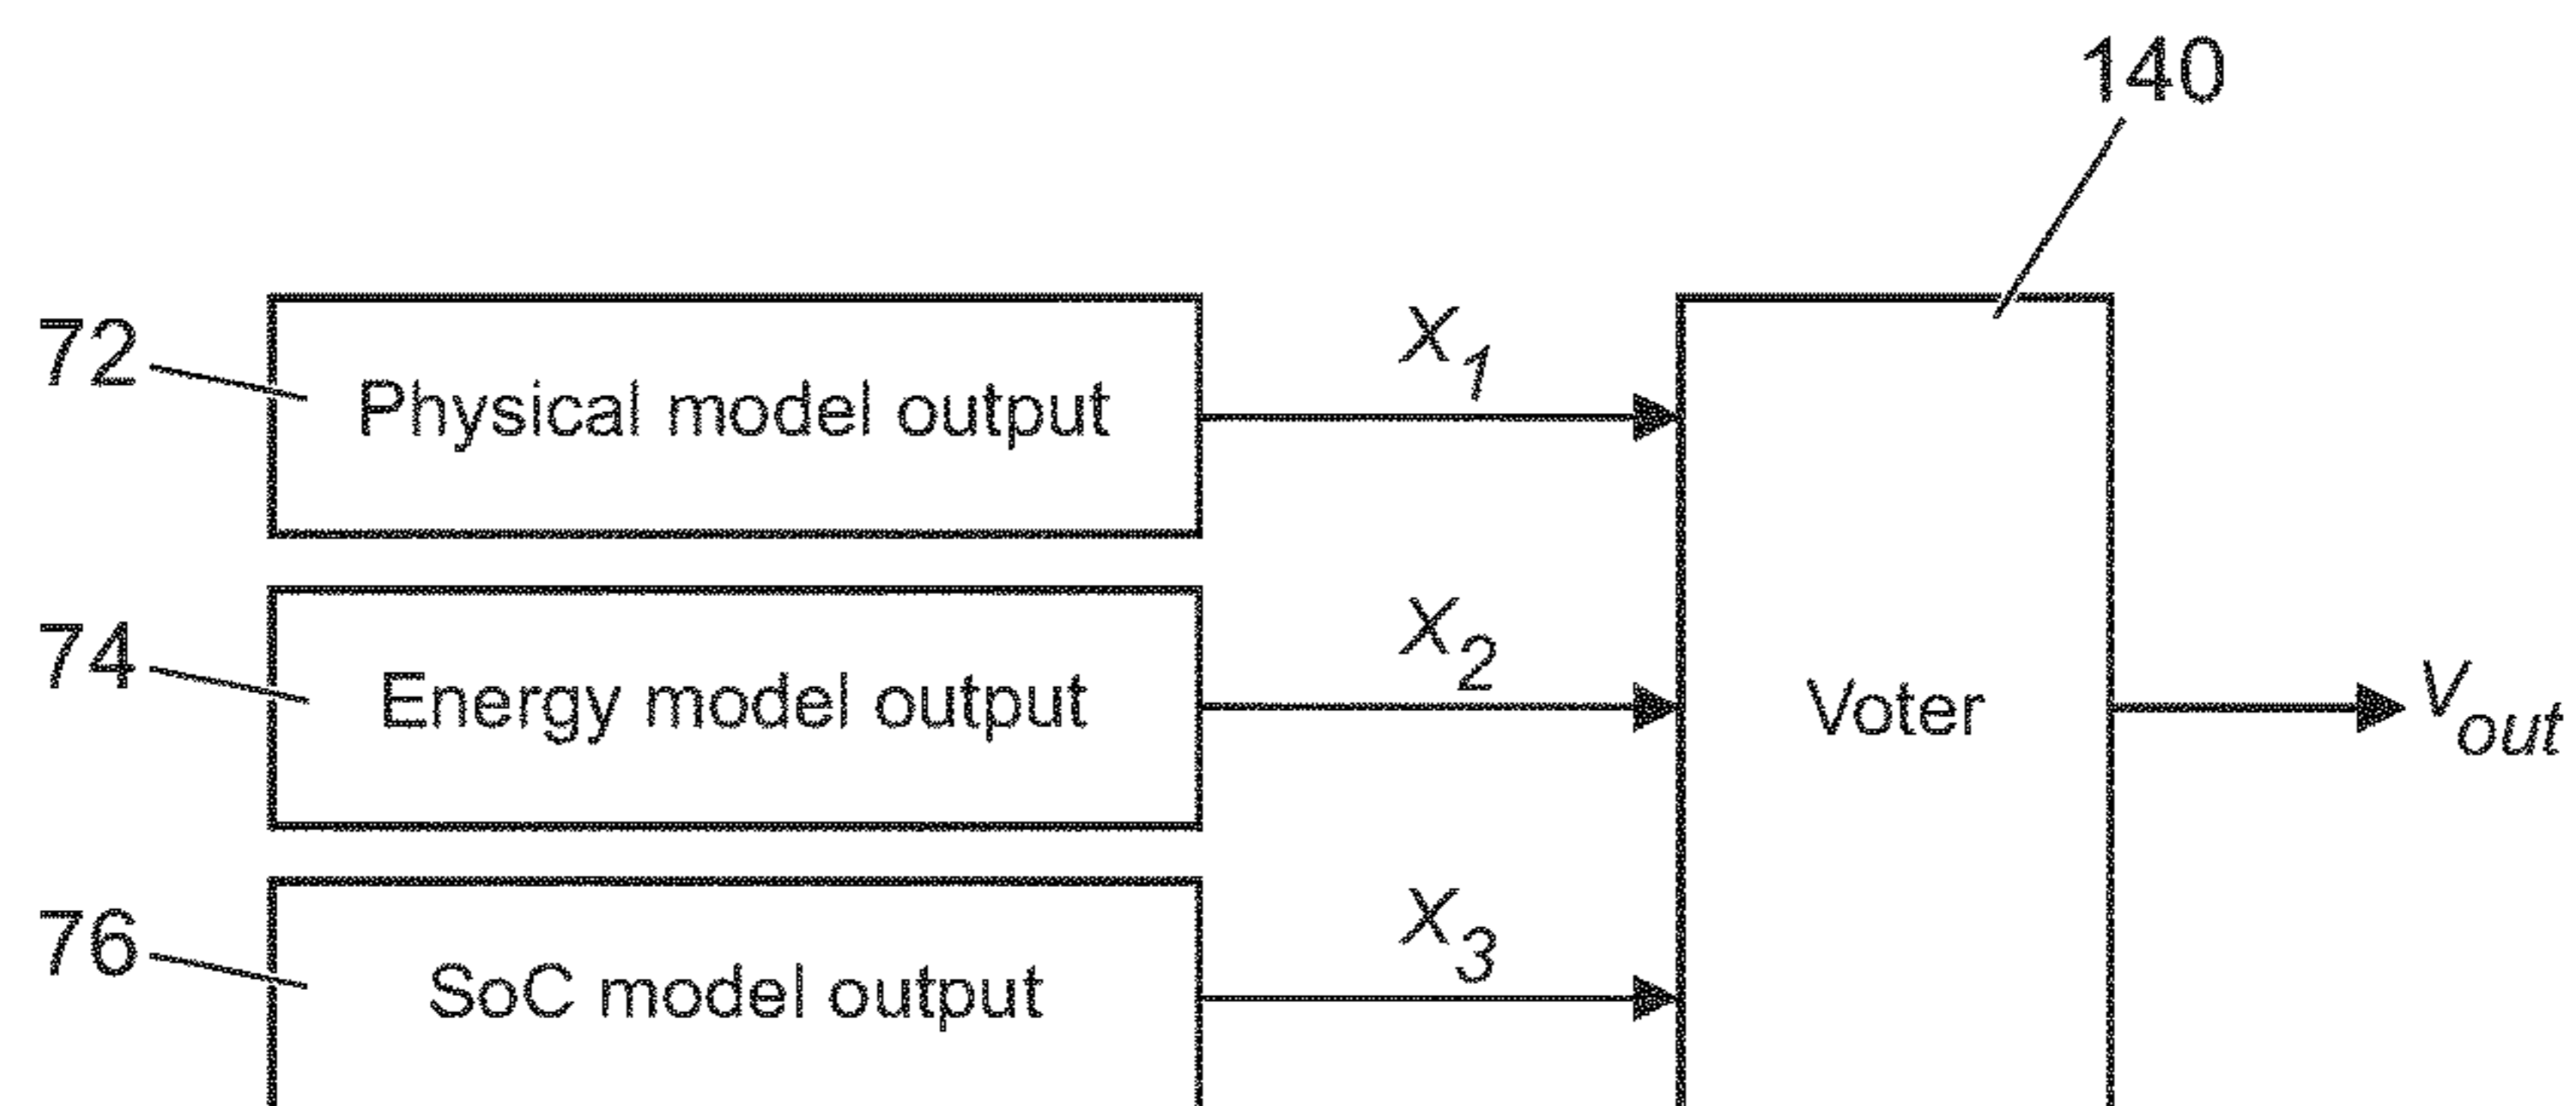 140
72
Physical model output
X1
74
Energy model output
X2
Voter
Vout
76
SoC model output
X3